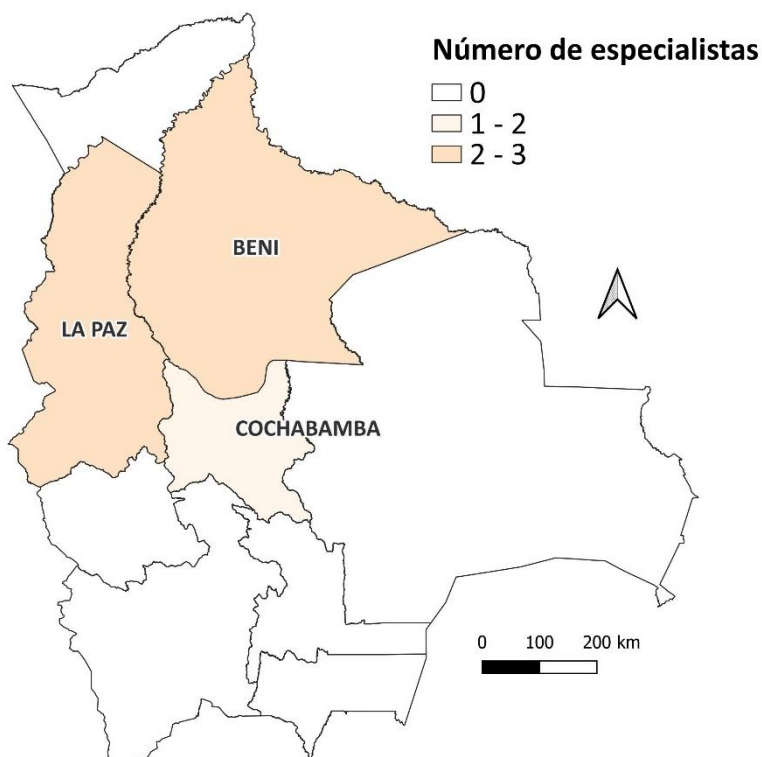 Número de especialistas
0
1 - 2
2 - 3
BENI
LA PAZ
COCHABAMBA
0 100 200 km